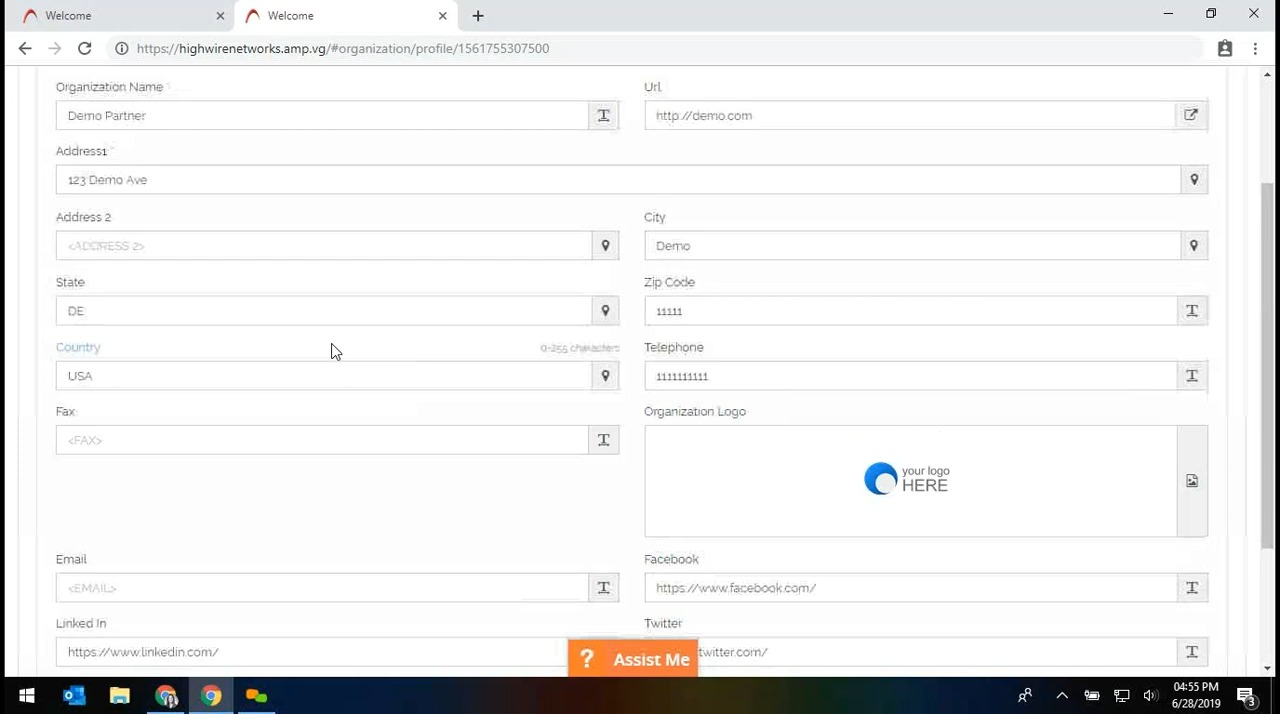 Welcome
Welcome
https://highwirenetworks.amp.vg/#organization/profile/1561755307500
Organization Name *
Url
Demo Partner
http://demo.com
Address1 *
123 Demo Ave
Address 2
City
<ADDRESS 2>
Demo
State
Zip Code
DE
11111
Country
0-255 characters
Telephone
USA
1111111111
Fax
Organization Logo
<FAX>
your logo
HERE
Email
Facebook
<EMAIL>
https://www.facebook.com/
Linked In
Twitter
https://www.linkedin.com/
twitter.com/
? Assist Me
04:55 PM
6/28/2019
3